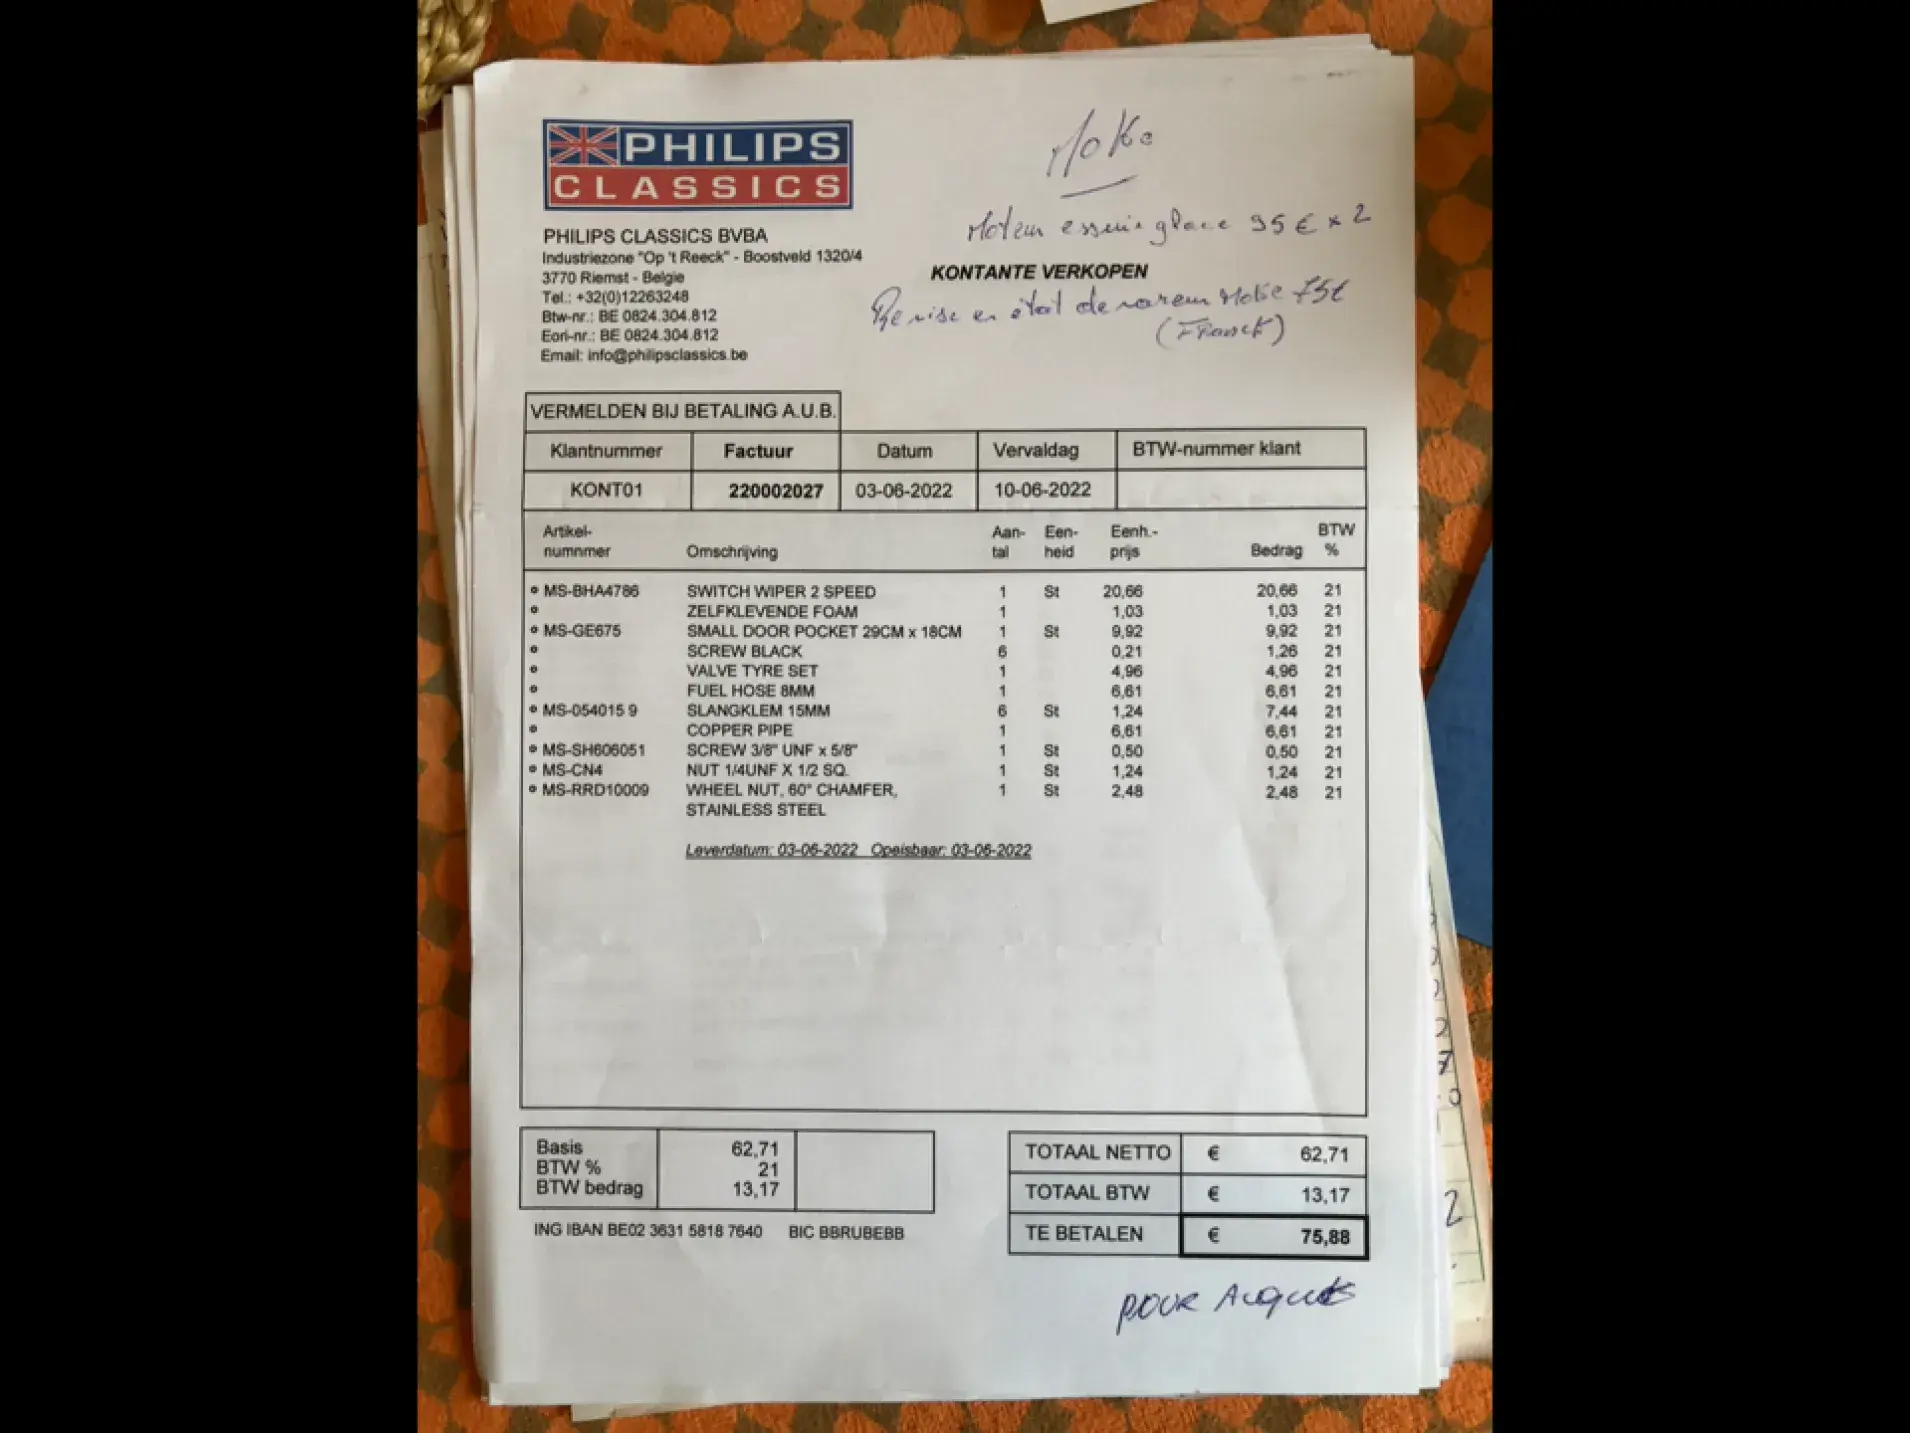 PHILIPS
CLASSICS
Moke
Moteur essuie glace 95 € x 2
PHILIPS CLASSICS BVBA
Industriezone "Op 't Reeck" - Boostveld 1320/4
KONTANTE VERKOPEN
3770 Riemst - Belgie
en état de Moke 75€
Tel.: +32(0)12263248
(Franck)
Btw-nr.: BE 0824.304.812
Eori-nr.: BE 0824.304.812
Email: info@philipsclassics.be
VERMELDEN BIJ BETALING A.U.B.
Klantnummer Factuur Datum Vervaldag BTW-nummer klant
KONT01 220002027 03-06-2022 10-06-2022
Artikel- Aan- Een- Eenh.- BTW
nummer Omschrijving tal heid prijs Bedrag %
MS-BHA4786 SWITCH WIPER 2 SPEED 1 St 20,66 20,66 21
ZELFKLEVENDE FOAM 1 1,03 1,03 21
MS-GE675 SMALL DOOR POCKET 29CM x 18CM 1 St 9,92 9,92 21
SCREW BLACK 6 0,21 1,26 21
VALVE TYRE SET 1 4,96 4,96 21
FUEL HOSE 8MM 1 6,61 6,61 21
MS-054015 9 SLANGKLEM 15MM 6 St 1,24 7,44 21
COPPER PIPE 1 6,61 6,61 21
MS-SH606051 SCREW 3/8" UNF x 5/8" 1 St 0,50 0,50 21
MS-CN4 NUT 1/4UNF X 1/2 SQ. 1 St 1,24 1,24 21
MS-RRD10009 WHEEL NUT, 60° CHAMFER, 1 St 2,48 2,48 21
STAINLESS STEEL
Leverdatum: 03-06-2022 Opeisbaar: 03-06-2022
Basis 62,71
BTW % 21
BTW bedrag 13,17
TOTAAL NETTO € 62,71
TOTAAL BTW € 13,17
TE BETALEN € 75,88
ING IBAN BE02 3631 5818 7640 BIC BBRUBEBB
pour